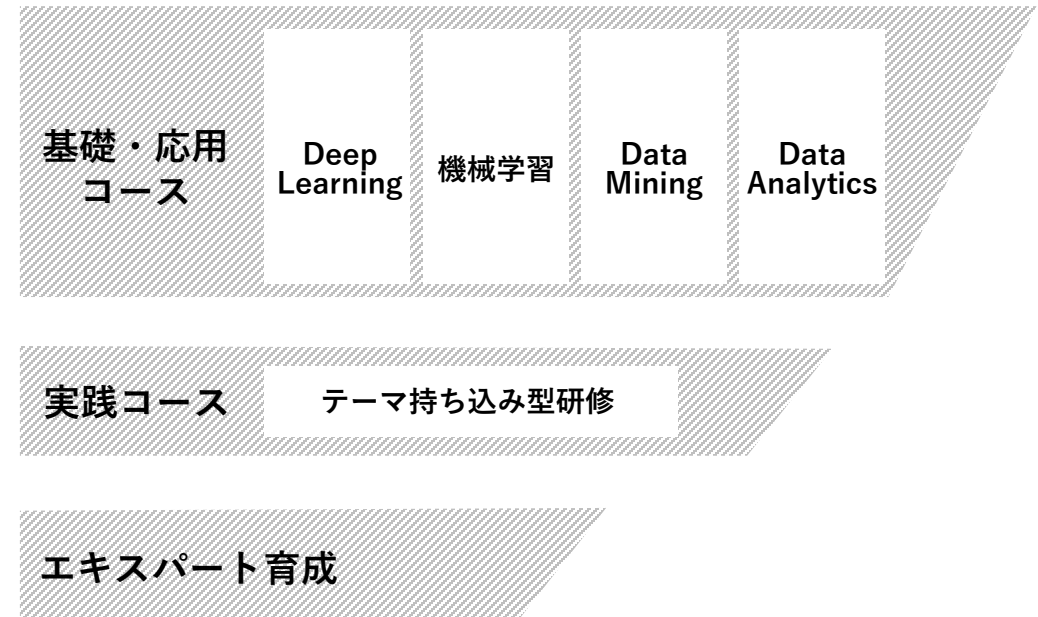 基礎・応用
コース
Deep
Learning
機械学習
Data
Mining
Data
Analytics
実践コース
テーマ持ち込み型研修
エキスパート育成